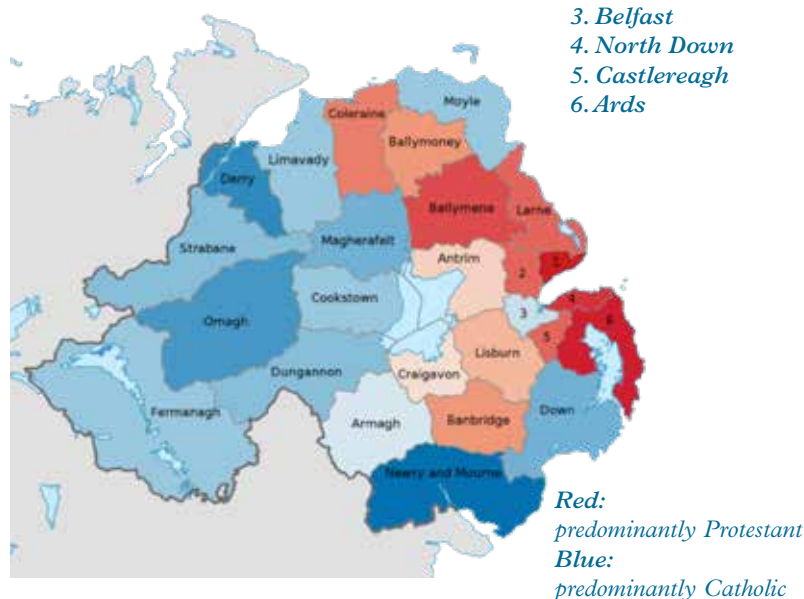 3. Belfast
4. North Down
5. Castlereagh
6. Ards
Moyle
Coleraine
Ballymoney
Limavady
Derry
Ballymena
Larne
Strabane
Magherafelt
Antrim
2
1
Cookstown
4
3
6
Omagh
5
Lisburn
Dungannon
Craigavon
Fermanagh
Armagh
Banbridge
Down
Newry and Mourne
Red:
predominantly Protestant
Blue:
predominantly Catholic